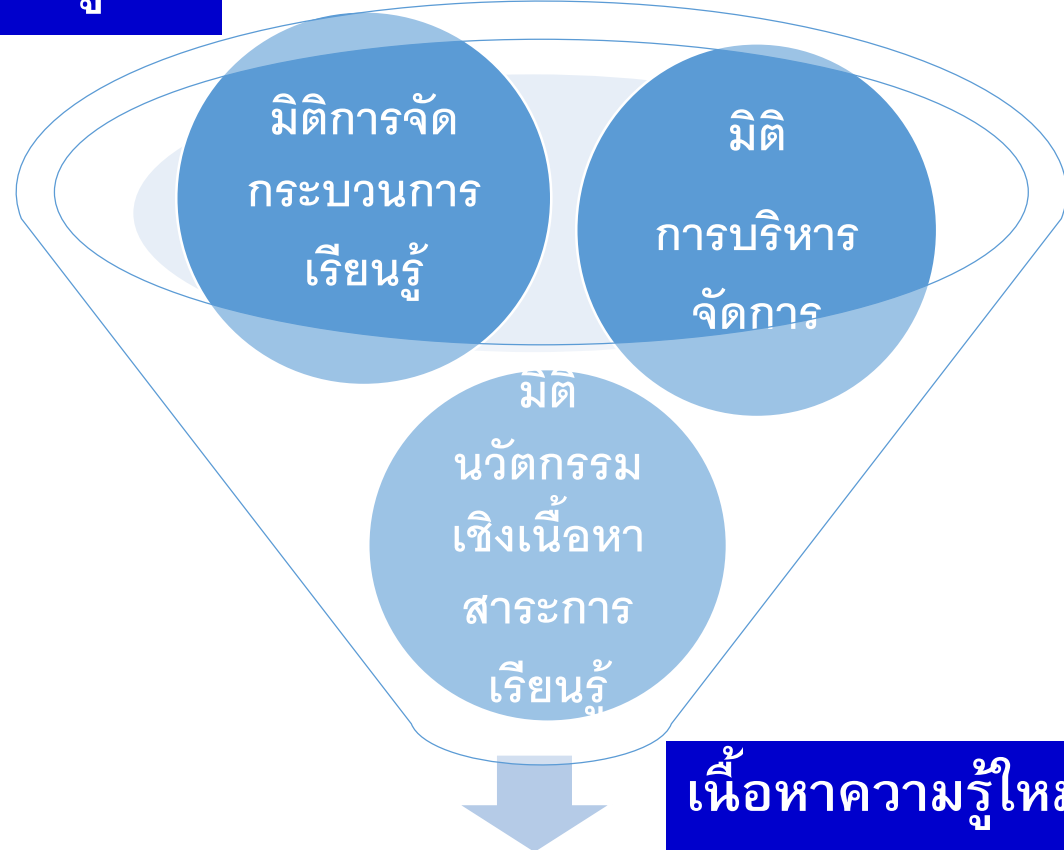 มิติการจัด
กระบวนการ
เรียนรู้
มิติ
การบริหาร
จัดการ
มิติ
นวัตกรรม
เชิงเนื้อหา
สาระการ
เรียนรู้
เนื้อหาความรู้ใหม